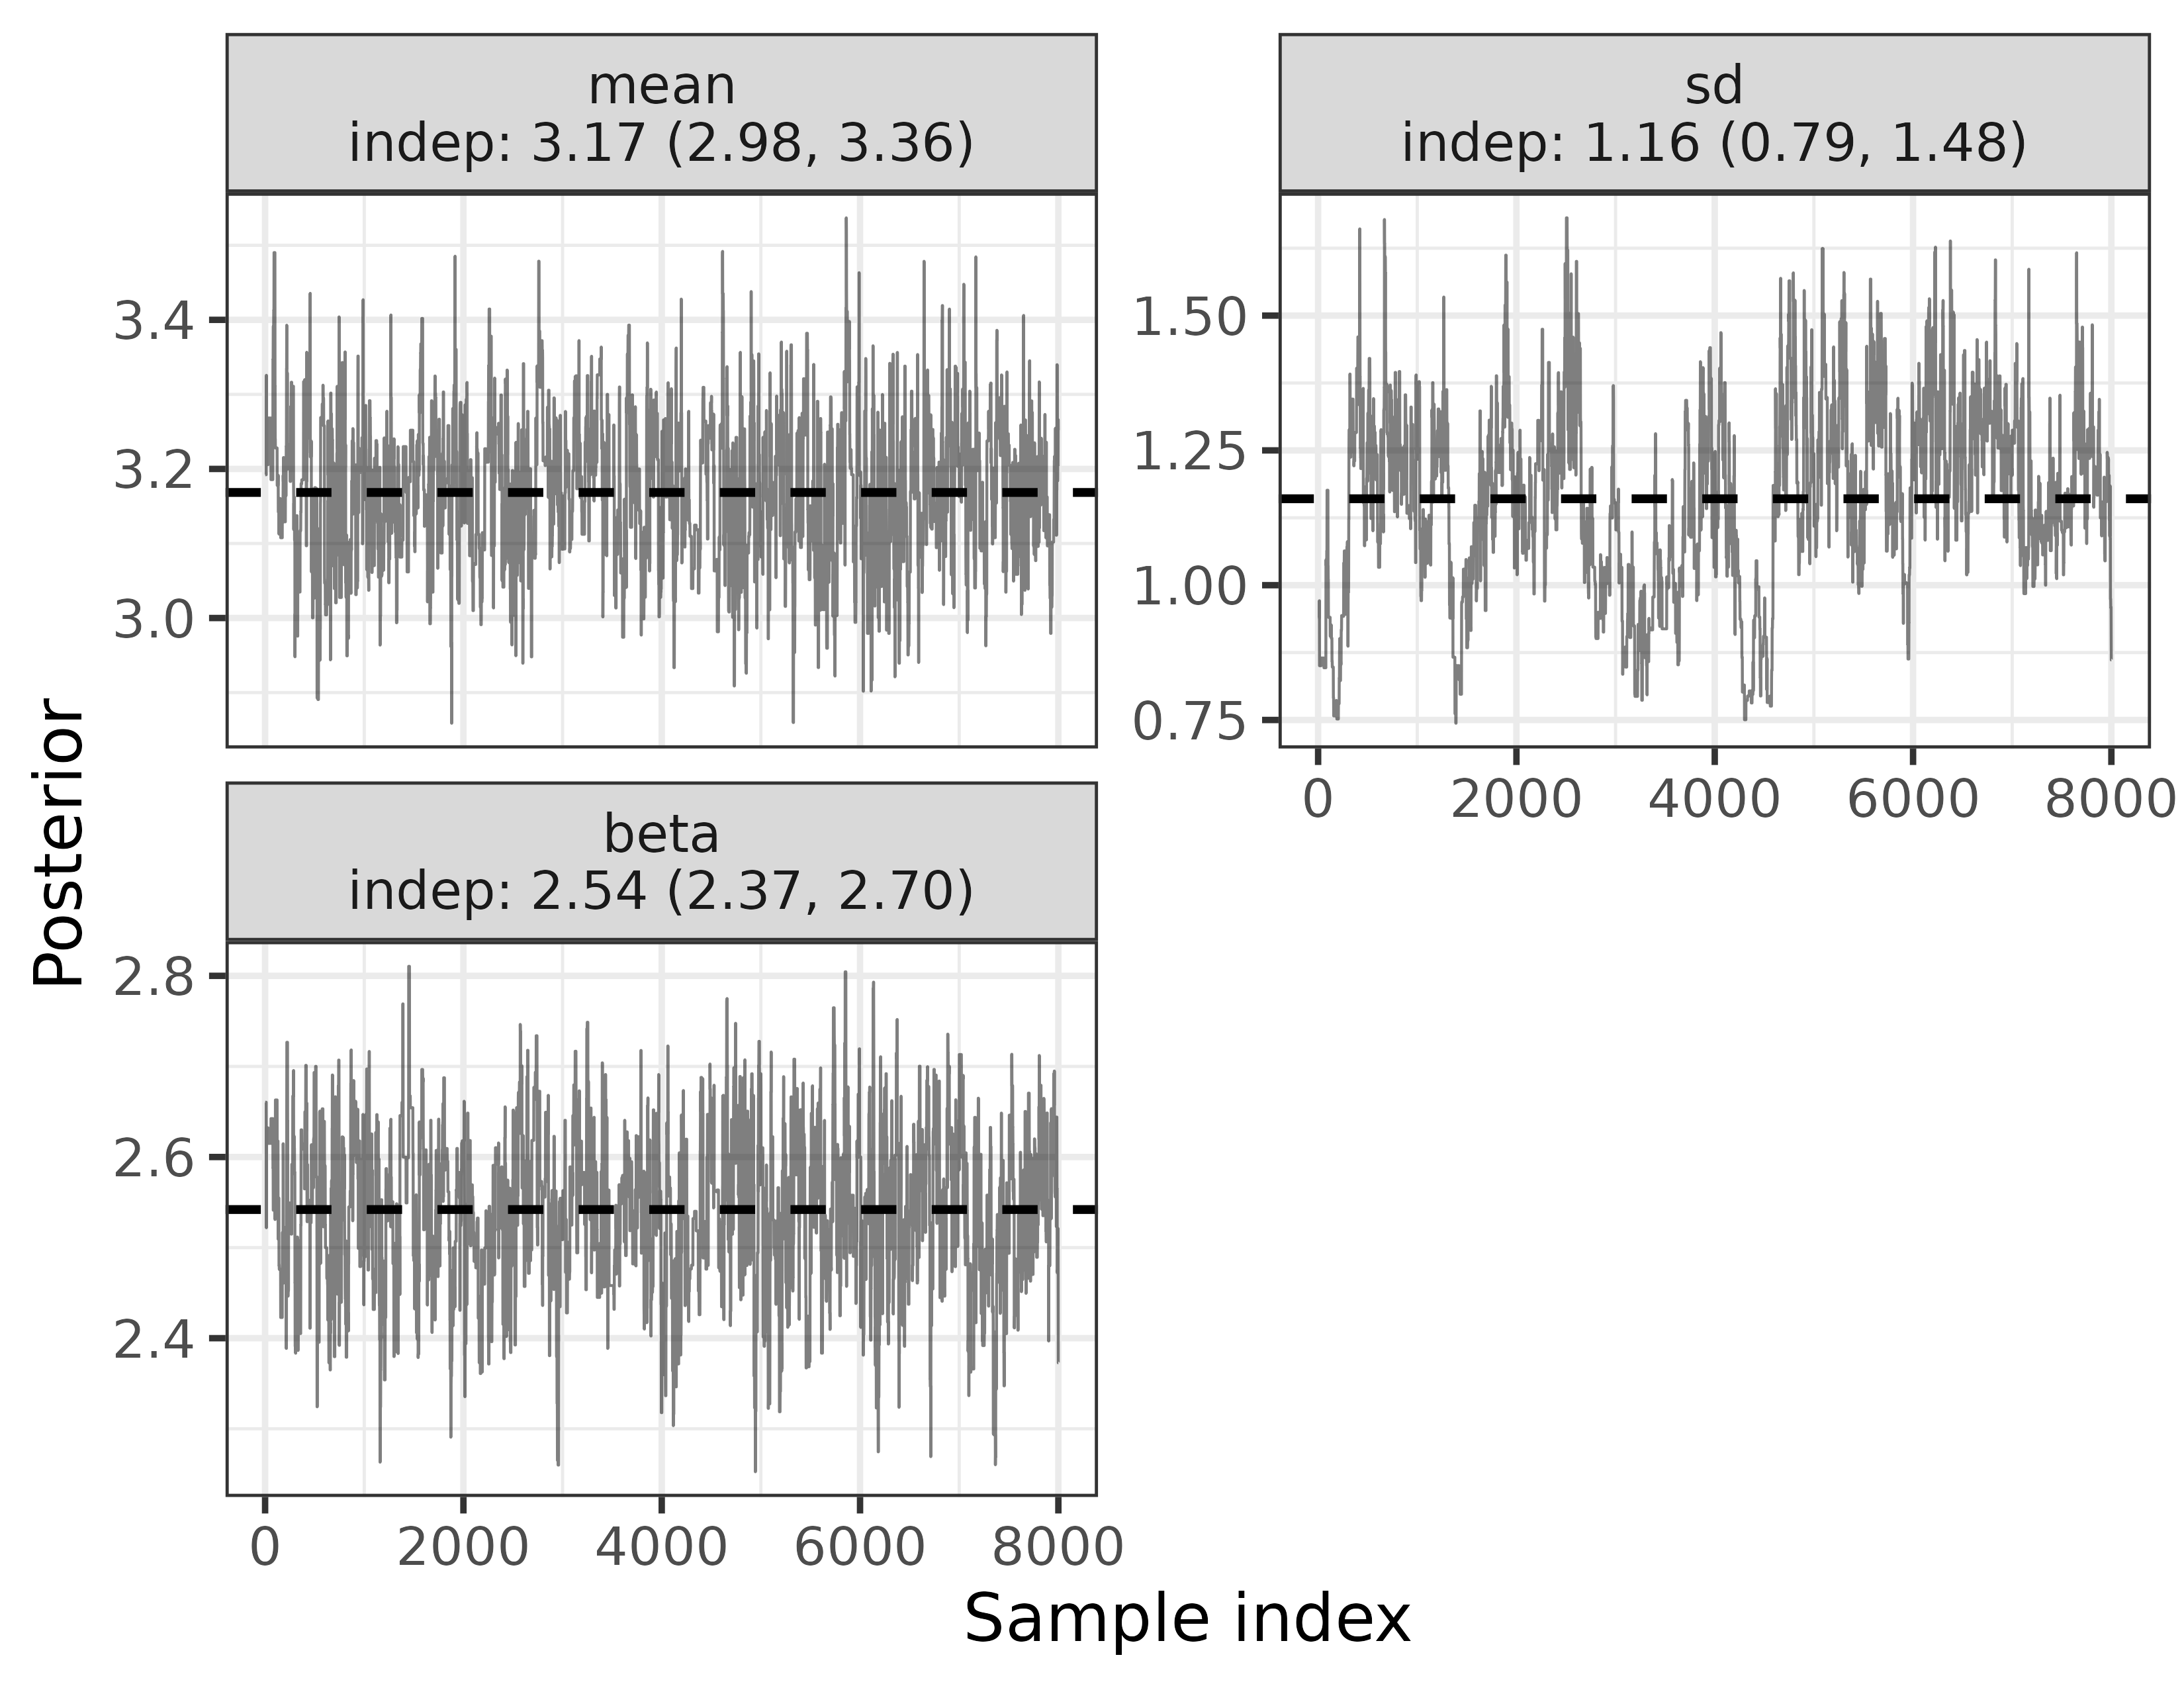 mean
indep: 3.17 (2.98, 3.36)
3.4
3.2
3.0
sd
indep: 1.16 (0.79, 1.48)
1.50
1.25
1.00
0.75
0 2000 4000 6000 8000
beta
indep: 2.54 (2.37, 2.70)
2.8
2.6
2.4
0 2000 4000 6000 8000
Posterior
Sample index